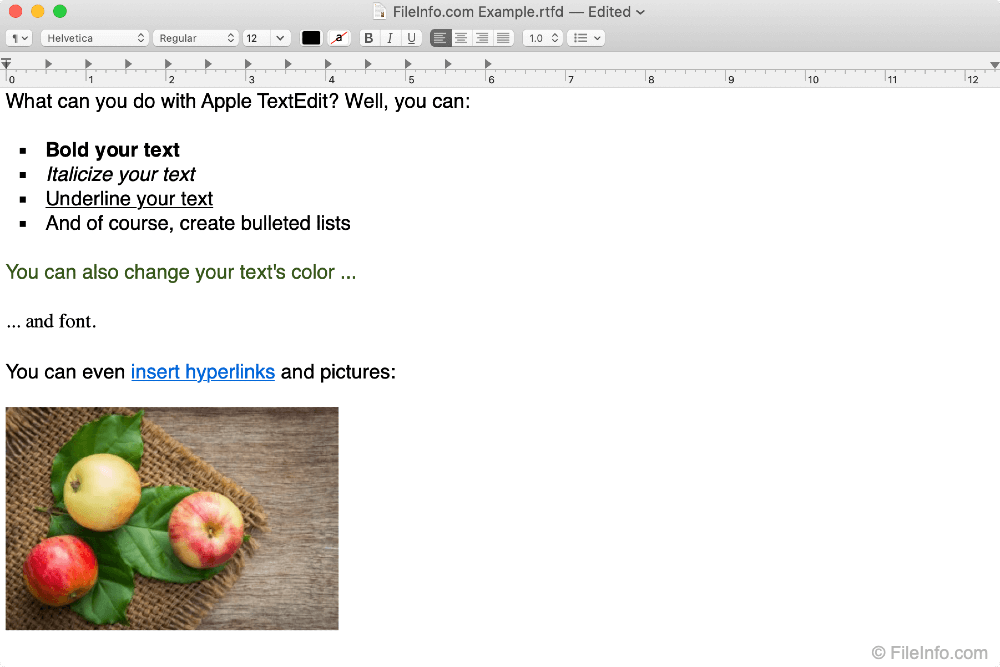 FileInfo.com Example.rtfd — Edited
¶ Helvetica Regular 12 a B I U 1.0
0 1 2 3 4 5 6 7 8 9 10 11 12
What can you do with Apple TextEdit? Well, you can:
▪ Bold your text
▪ Italicize your text
▪ Underline your text
▪ And of course, create bulleted lists
You can also change your text's color ...
... and font.
You can even insert hyperlinks and pictures:
© FileInfo.com